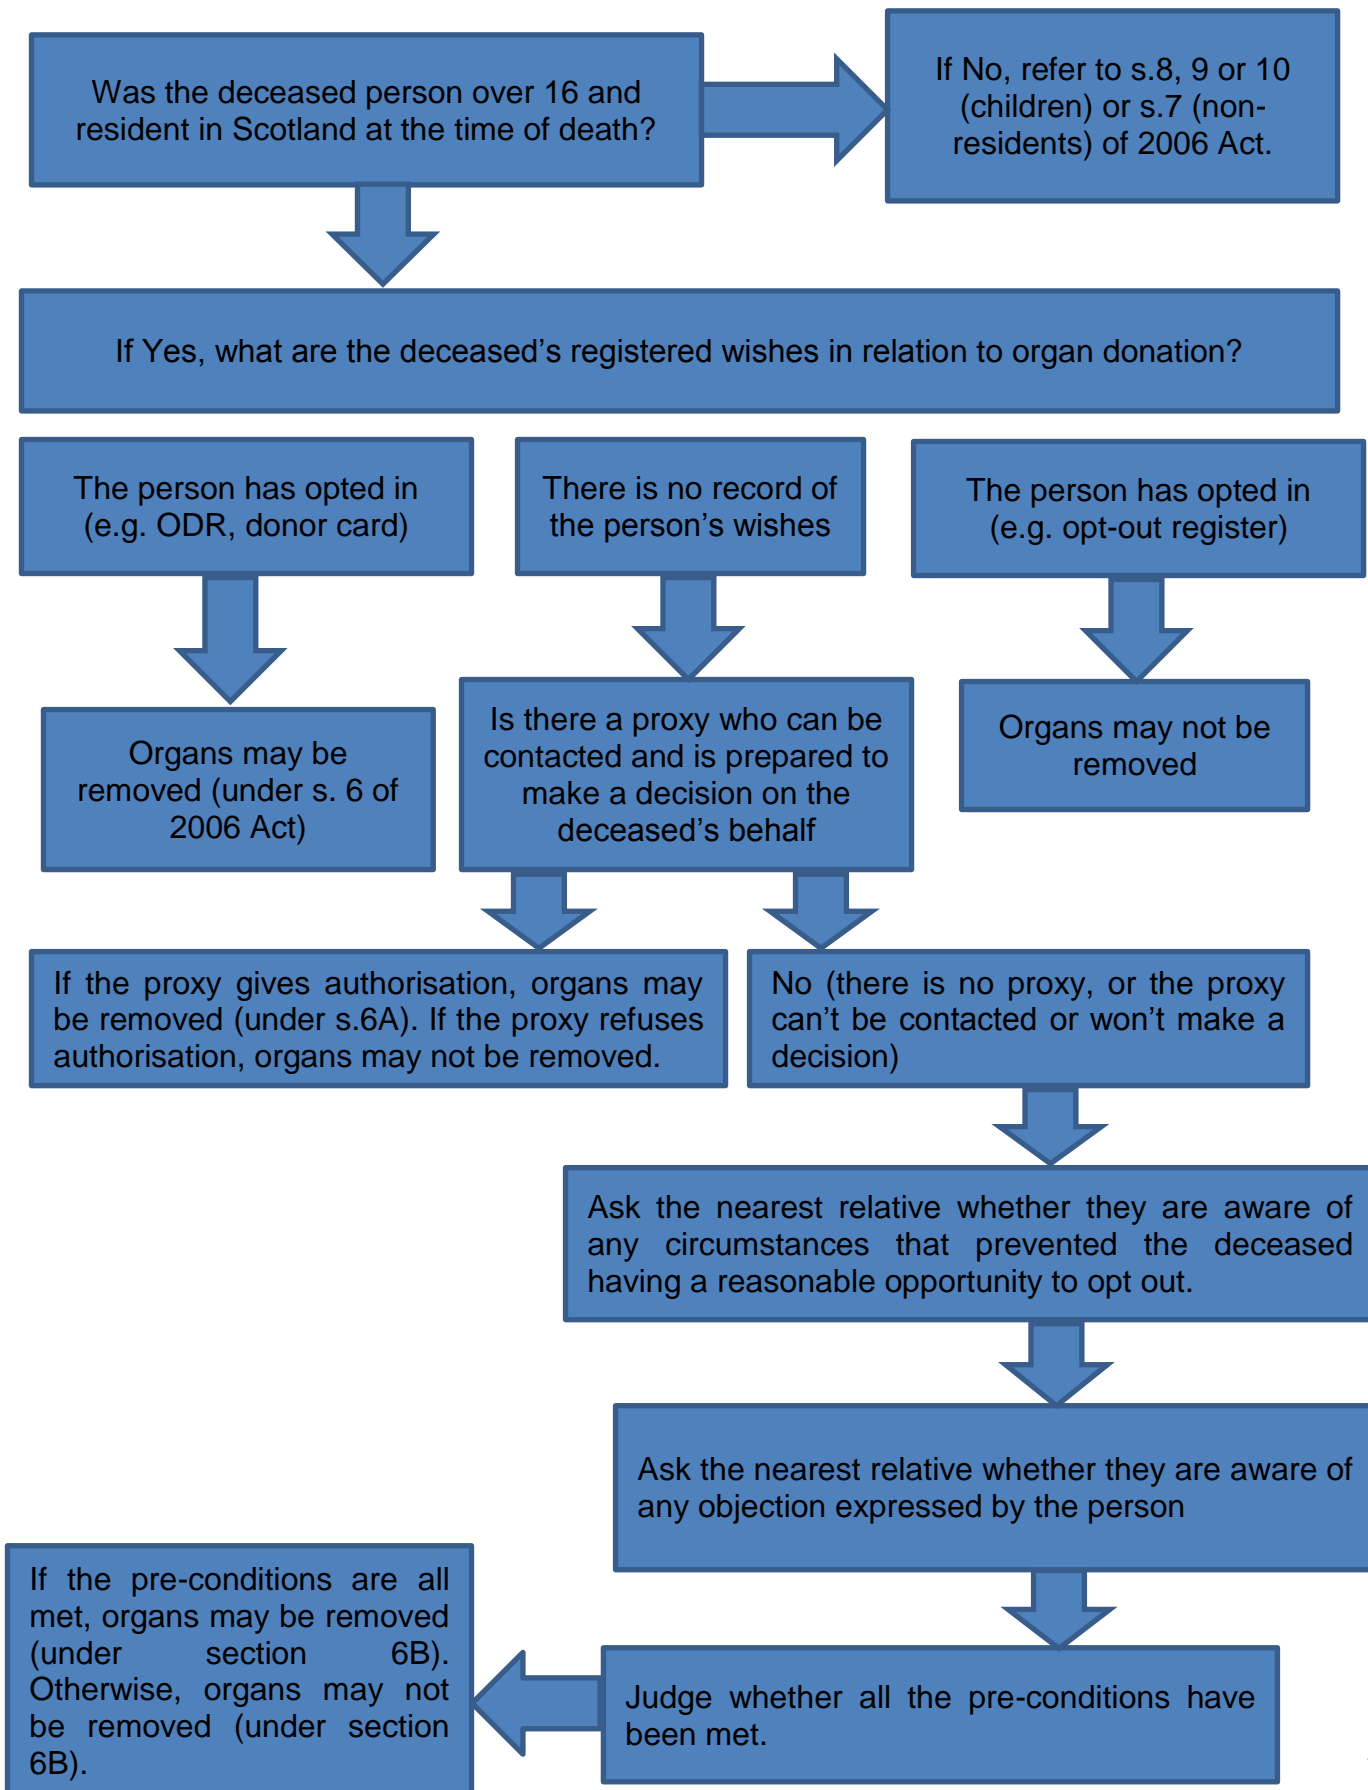 Was the deceased person over 16 and
resident in Scotland at the time of death?
If No, refer to s.8, 9 or 10
(children) or s.7 (non-
residents) of 2006 Act.
If Yes, what are the deceased’s registered wishes in relation to organ donation?
The person has opted in
(e.g. ODR, donor card)
There is no record of
the person’s wishes
The person has opted in
(e.g. opt-out register)
Organs may be
removed (under s. 6 of
2006 Act)
Is there a proxy who can be
contacted and is prepared to
make a decision on the
deceased’s behalf
Organs may not be
removed
If the proxy gives authorisation, organs may
be removed (under s.6A). If the proxy refuses
authorisation, organs may not be removed.
No (there is no proxy, or the proxy
can’t be contacted or won’t make a
decision)
Ask the nearest relative whether they are aware of
any circumstances that prevented the deceased
having a reasonable opportunity to opt out.
Ask the nearest relative whether they are aware of
any objection expressed by the person
If the pre-conditions are all
met, organs may be removed
(under section 6B).
Otherwise, organs may not
be removed (under section
6B).
Judge whether all the pre-conditions have
been met.